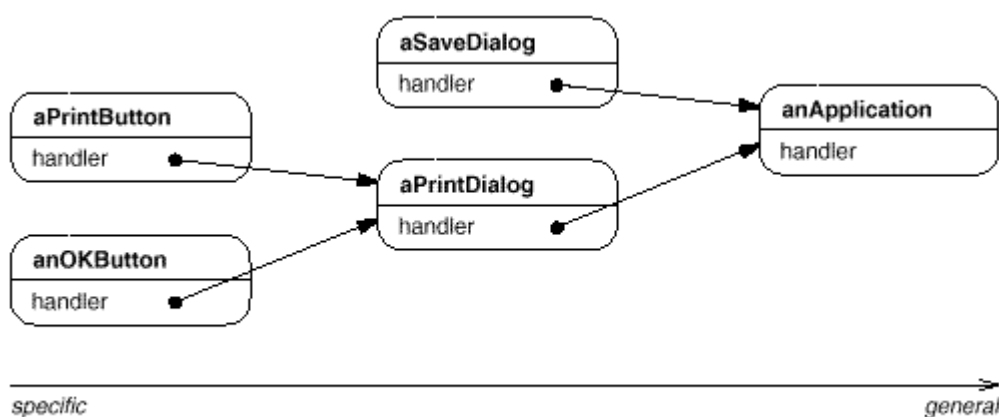 aSaveDialog
handler
aPrintButton
handler
anApplication
handler
aPrintDialog
handler
anOKButton
handler
specific
general